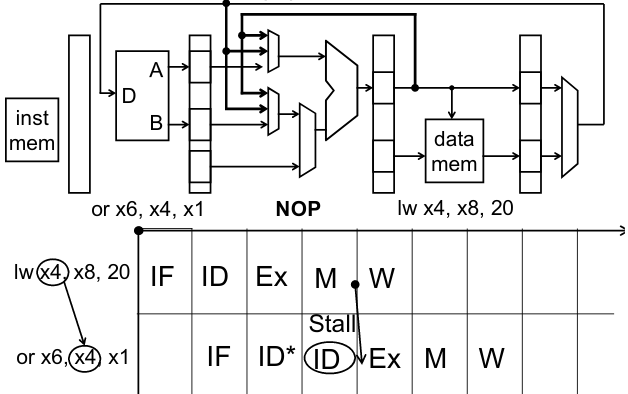 A
D
B
inst
mem
data
mem
or x6, x4, x1
NOP
lw x4, x8, 20
lw x4, x8, 20 IF ID Ex M W
Stall
or x6, x4, x1 IF ID* ID Ex M W